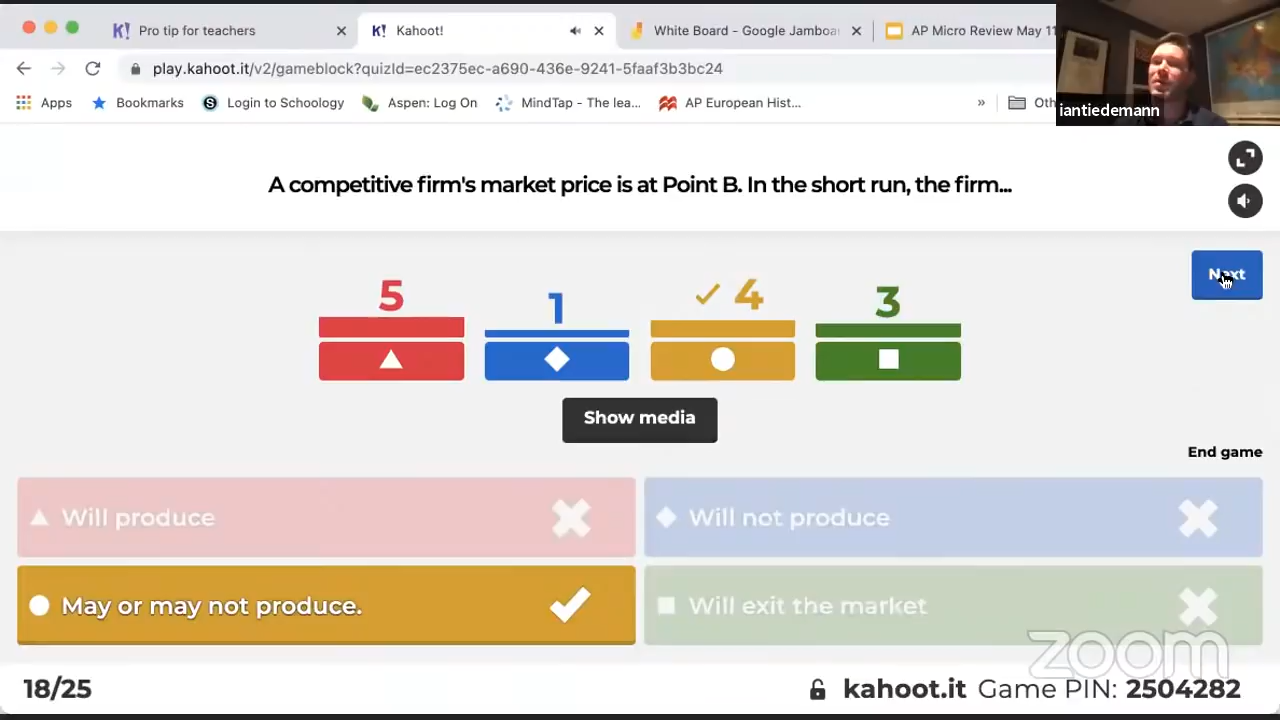 K! Pro tip for teachers
K! Kahoot!
White Board - Google Jamboa
AP Micro Review May 11
play.kahoot.it/v2/gameblock?quizId=ec2375ec-a690-436e-9241-5faaf3b3bc24
Apps
Bookmarks
S Login to Schoology
Aspen: Log On
MindTap - The lea...
AP European Hist...
»
Oth
iantiedemann
A competitive firm's market price is at Point B. In the short run, the firm...
Next
5
1
4
3
Show media
End game
Will produce
Will not produce
May or may not produce.
Will exit the market
zoom
18/25
kahoot.it Game PIN: 2504282